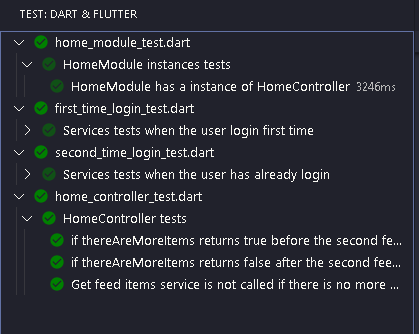 TEST: DART & FLUTTER
home_module_test.dart
HomeModule instances tests
HomeModule has a instance of HomeController 3246ms
first_time_login_test.dart
Services tests when the user login first time
second_time_login_test.dart
Services tests when the user has already login
home_controller_test.dart
HomeController tests
if thereAreMoreItems returns true before the second fe...
if thereAreMoreItems returns false after the second fee...
Get feed items service is not called if there is no more ...